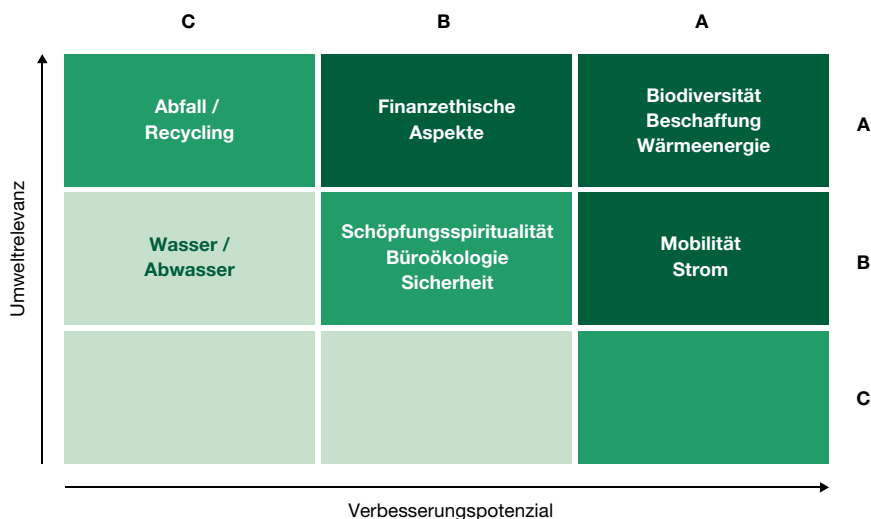 C
B
A
Abfall /
Recycling
Finanzethische
Aspekte
Biodiversität
Beschaffung
Wärmeenergie
A
Wasser /
Abwasser
Schöpfungsspiritualität
Büroökologie
Sicherheit
Mobilität
Strom
B
C
Umweltrelevanz
Verbesserungspotenzial